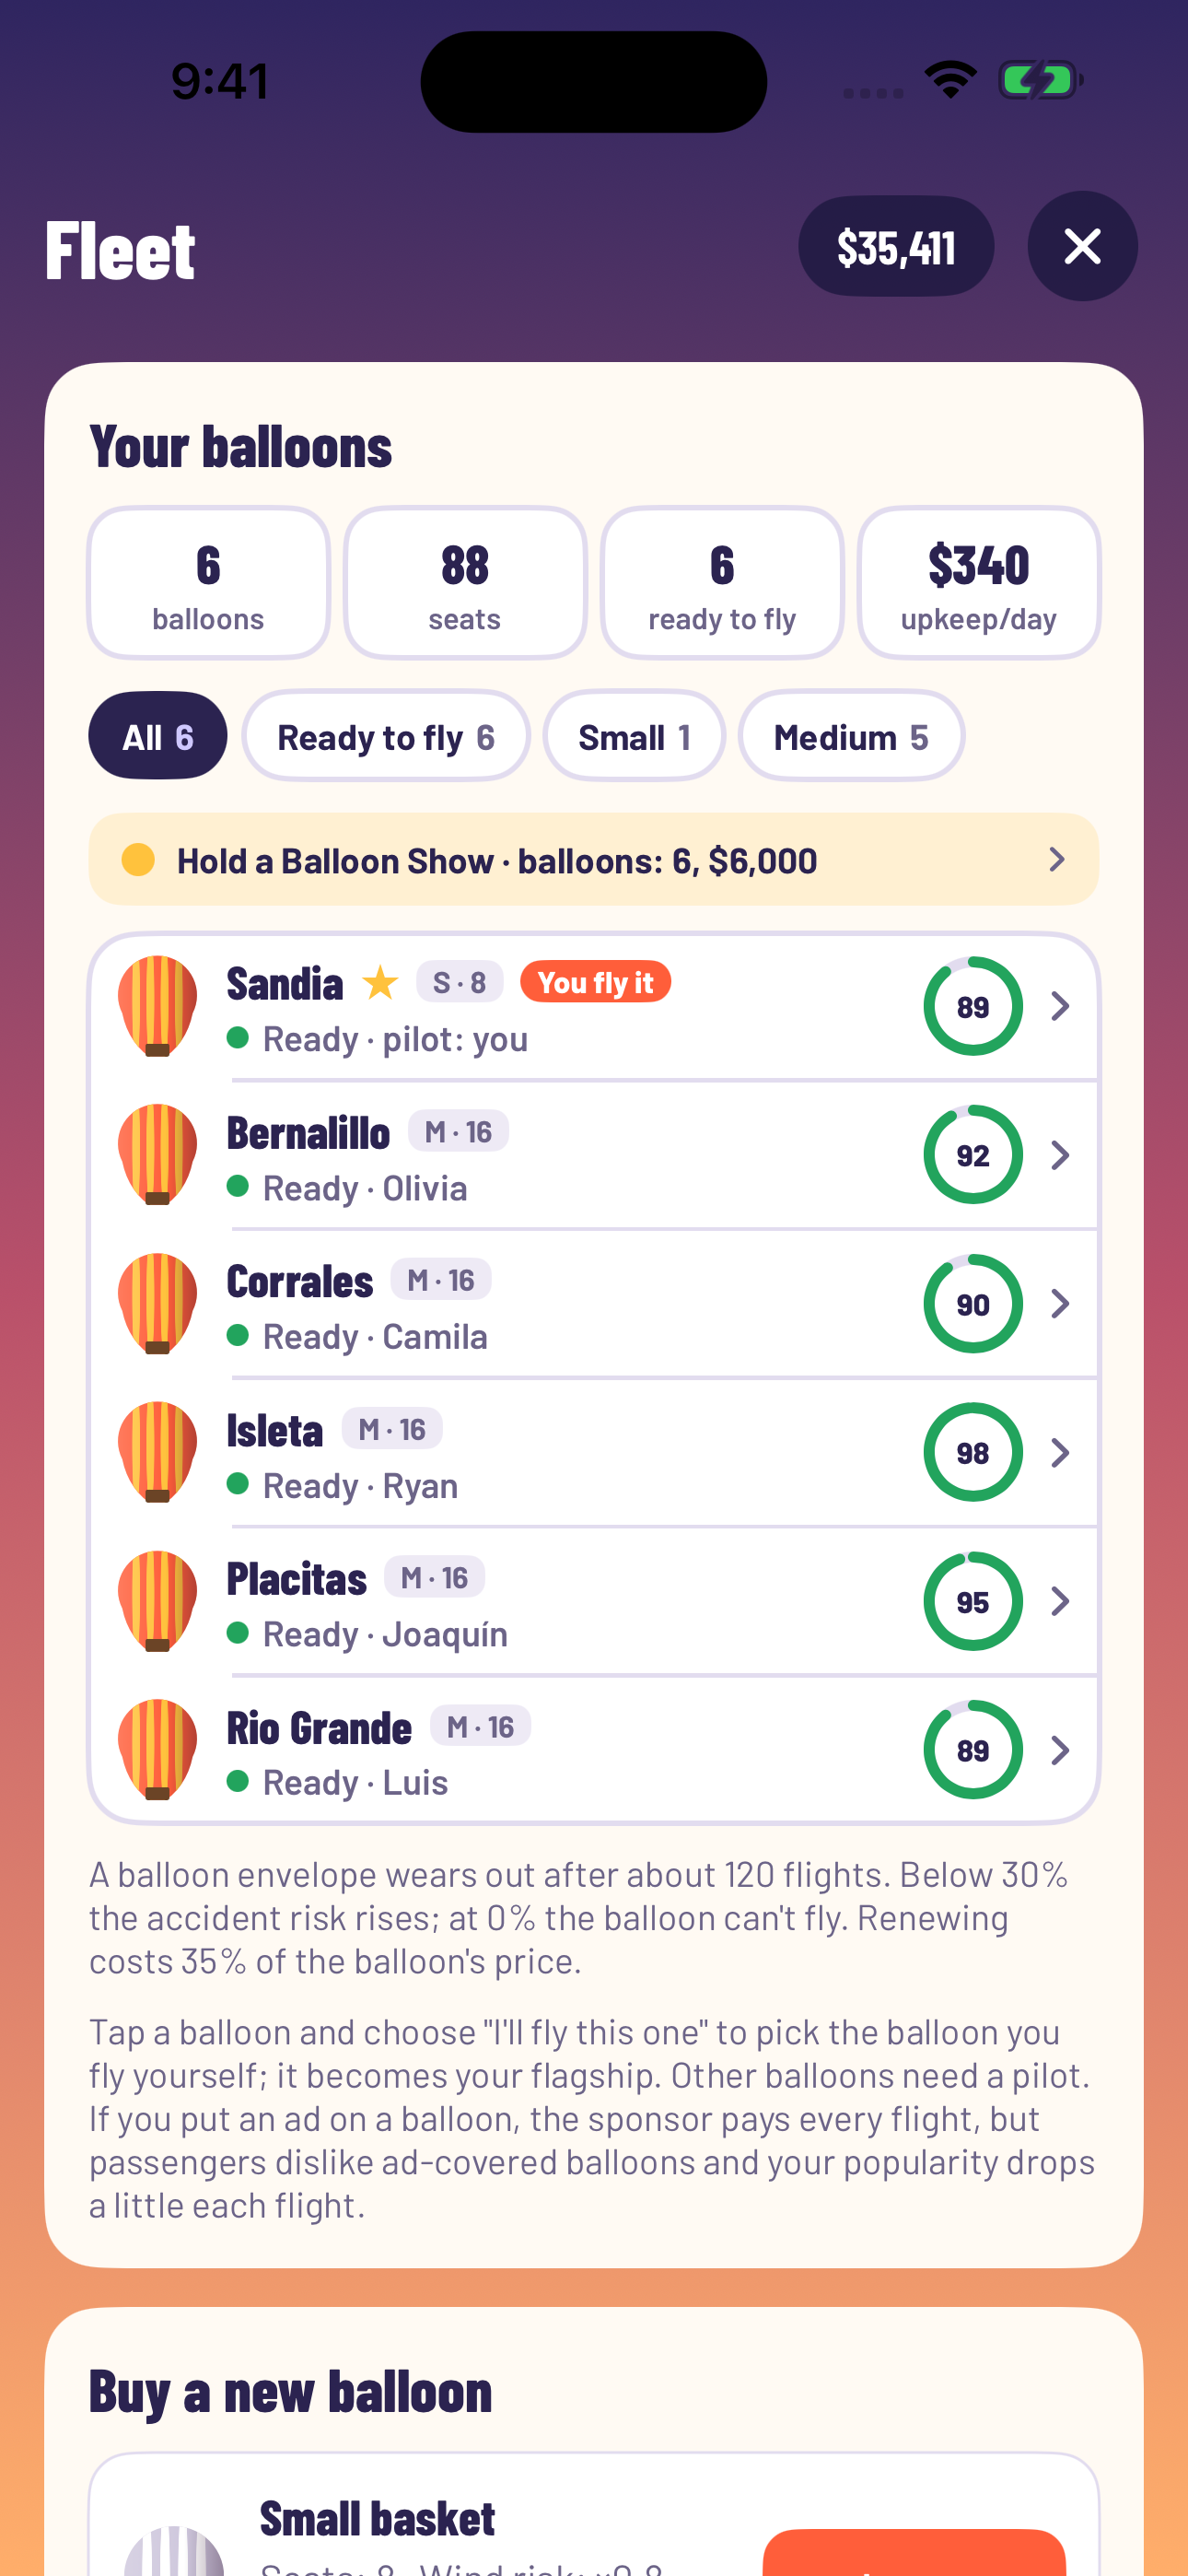 9:41
Fleet
$35,411
Your balloons
6
balloons
88
seats
6
ready to fly
$340
upkeep/day
All 6
Ready to fly 6
Small 1
Medium 5
Hold a Balloon Show · balloons: 6, $6,000
Sandia ★ S · 8 You fly it
Ready · pilot: you
89
Bernalillo M · 16
Ready · Olivia
92
Corrales M · 16
Ready · Camila
90
Isleta M · 16
Ready · Ryan
98
Placitas M · 16
Ready · Joaquín
95
Rio Grande M · 16
Ready · Luis
89
A balloon envelope wears out after about 120 flights. Below 30%
the accident risk rises; at 0% the balloon can't fly. Renewing
costs 35% of the balloon's price.
Tap a balloon and choose "I'll fly this one" to pick the balloon you
fly yourself; it becomes your flagship. Other balloons need a pilot.
If you put an ad on a balloon, the sponsor pays every flight, but
passengers dislike ad-covered balloons and your popularity drops
a little each flight.
Buy a new balloon
Small basket
Seats: 8 · Wind risk: ×0.8